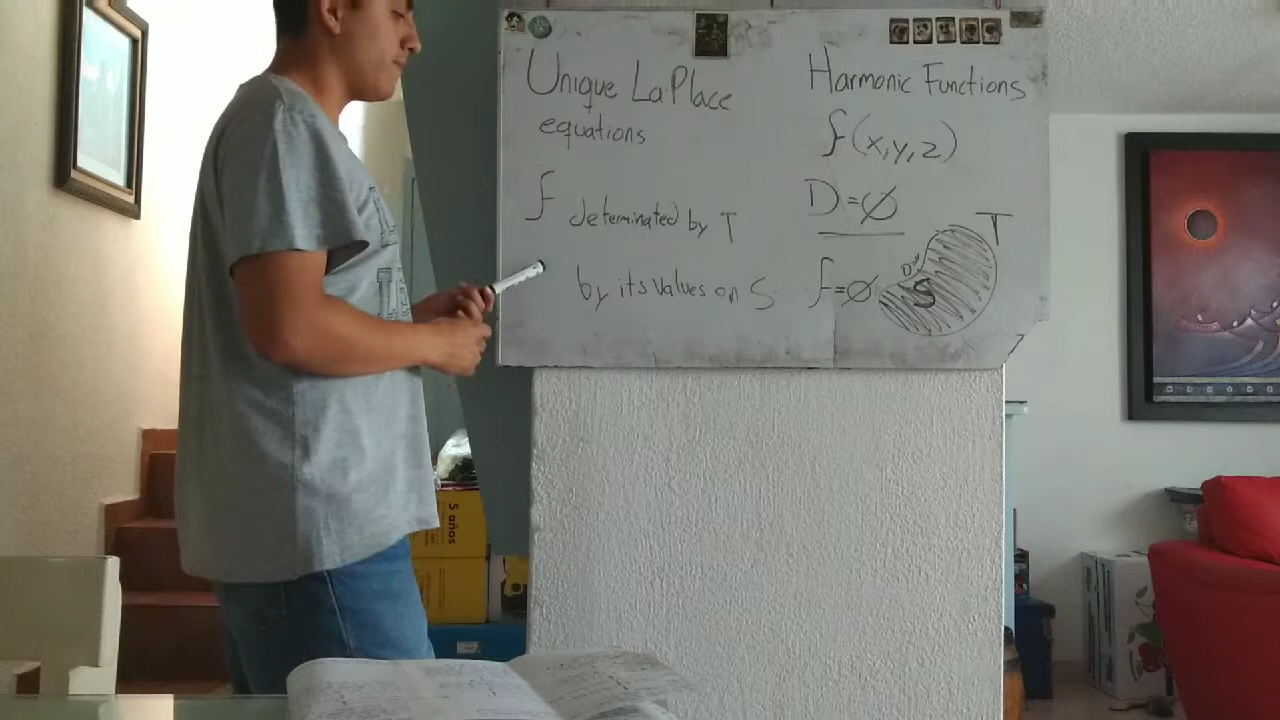 Unique LaPlace
equations
f determinated by T
by its values on S
Harmonic Functions
f(x,y,z)
D=∅
T
S
f=∅
5 años